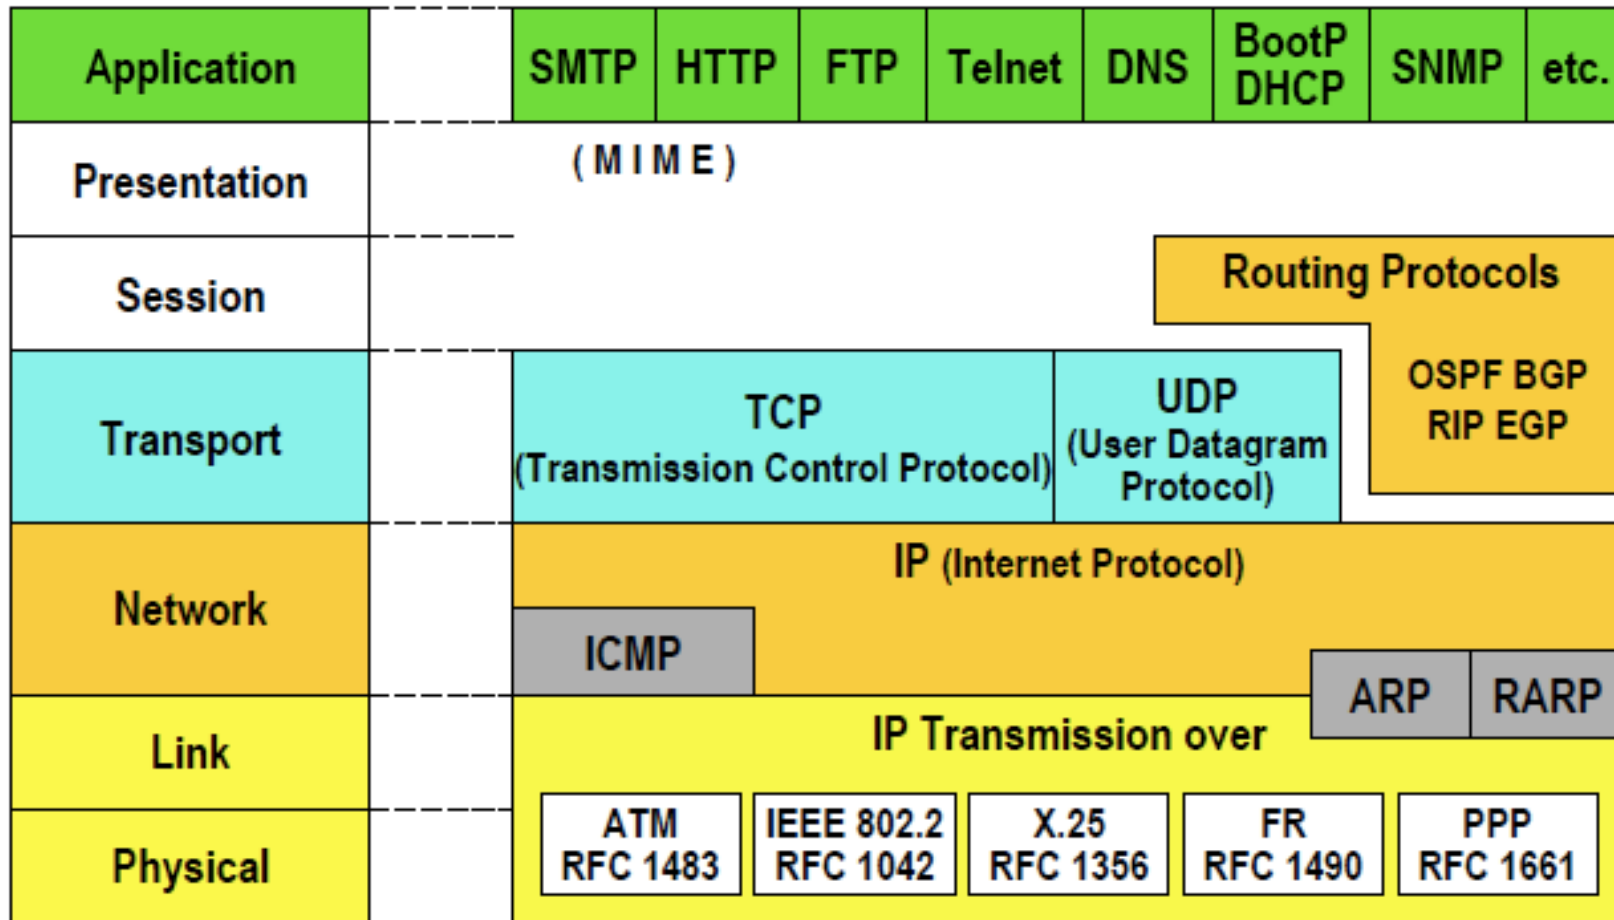 Application
SMTP HTTP FTP Telnet DNS BootP DHCP SNMP etc.
Presentation
( M I M E )
Session
Routing Protocols
OSPF BGP
RIP EGP
Transport
TCP
(Transmission Control Protocol)
UDP
(User Datagram
Protocol)
Network
IP (Internet Protocol)
ICMP
ARP RARP
Link
IP Transmission over
Physical
ATM
RFC 1483
IEEE 802.2
RFC 1042
X.25
RFC 1356
FR
RFC 1490
PPP
RFC 1661